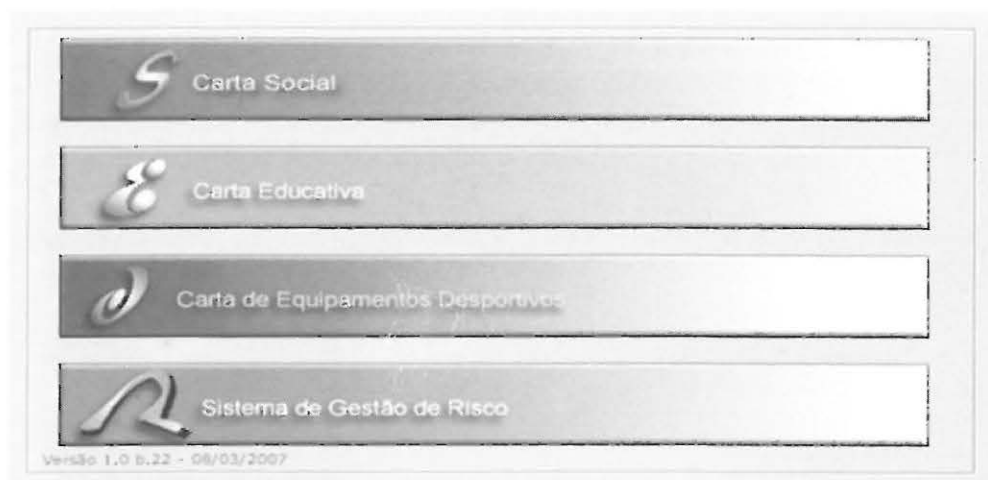 Carta Social
Carta Educativa
Carta de Equipamentos Desportivos
Sistema de Gestão de Risco
Versão 1.0 b.22 - 08/03/2007